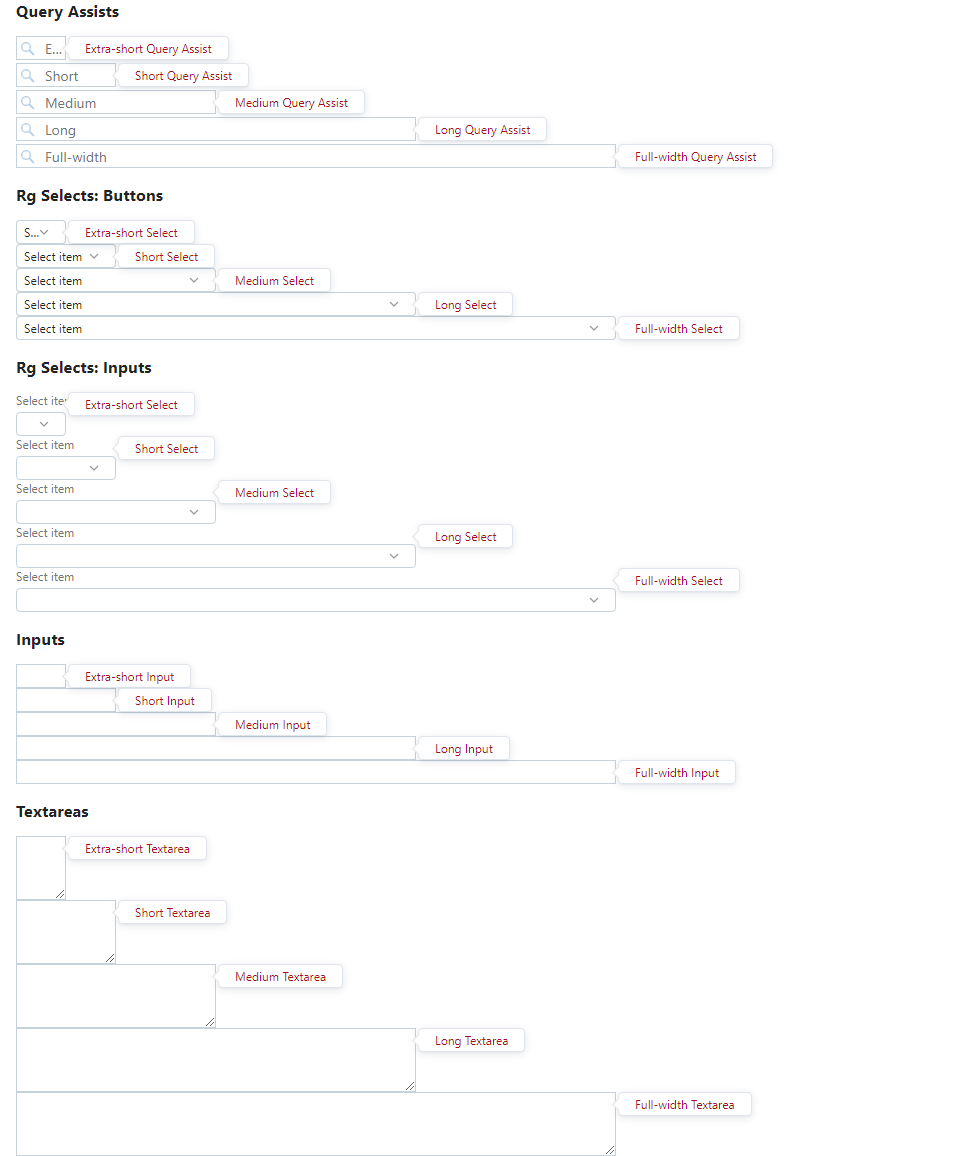 Query Assists
E... Extra-short Query Assist
Short Short Query Assist
Medium Medium Query Assist
Long Long Query Assist
Full-width Full-width Query Assist
Rg Selects: Buttons
S... Extra-short Select
Select item Short Select
Select item Medium Select
Select item Long Select
Select item Full-width Select
Rg Selects: Inputs
Select ite Extra-short Select
Select item Short Select
Select item Medium Select
Select item Long Select
Select item Full-width Select
Inputs
Extra-short Input
Short Input
Medium Input
Long Input
Full-width Input
Textareas
Extra-short Textarea
Short Textarea
Medium Textarea
Long Textarea
Full-width Textarea